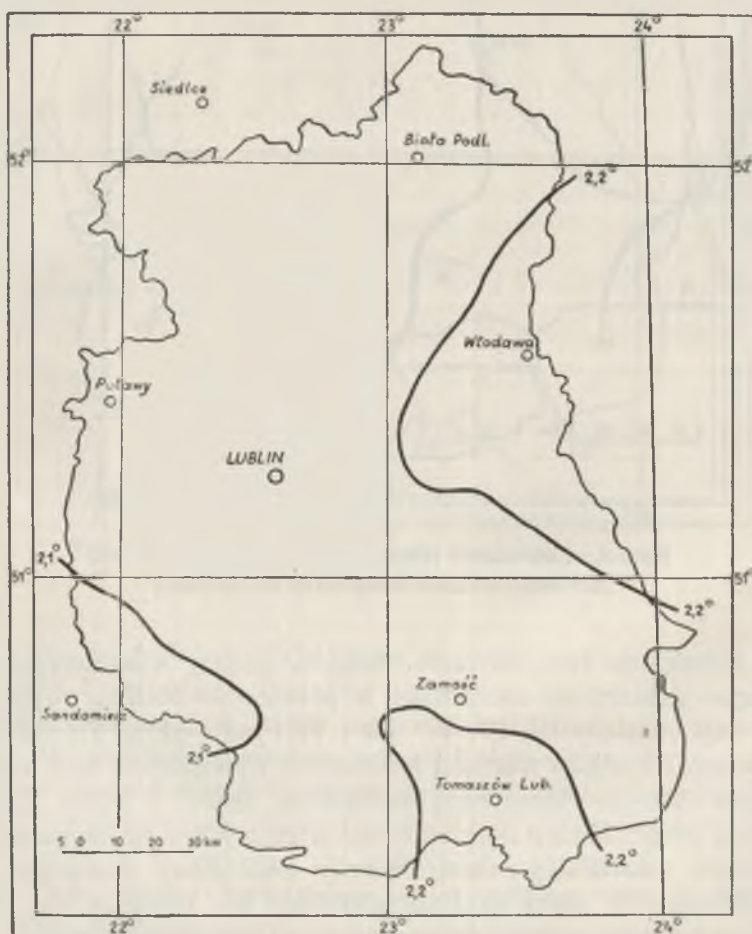 22° 23° 24°
Siedlce
Biała Podl.
52° 52°
2,2°
Włodawa
Puławy
LUBLIN
2,1°
51° 51°
2,2°
Zamość
Sandomierz
2,1°
Tomaszów Lub.
5 0 10 20 30 km
2,2°
2,2°
22° 23° 24°